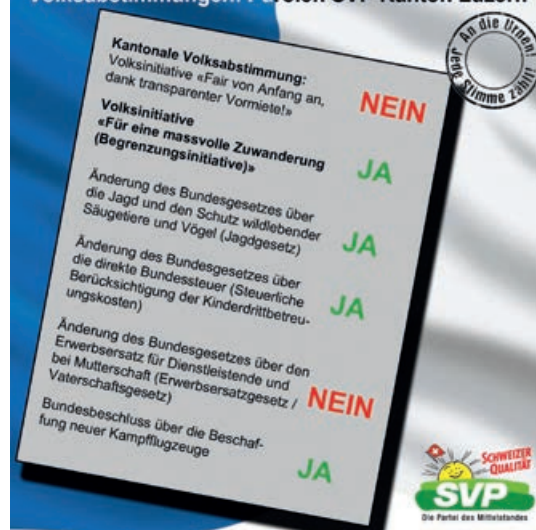 SVP Kanton Luzern
An die Urnen!
Jede Stimme zählt!
Kantonale Volksabstimmung:
Volksinitiative «Fair von Anfang an,
dank transparenter Vormiete!»
NEIN
Volksinitiative
«Für eine massvolle Zuwanderung
(Begrenzungsinitiative)»
JA
Änderung des Bundesgesetzes über
die Jagd und den Schutz wildlebender
Säugetiere und Vögel (Jagdgesetz)
JA
Änderung des Bundesgesetzes über
die direkte Bundessteuer (Steuerliche
Berücksichtigung der Kinderdrittbetreu-
ungskosten)
JA
Änderung des Bundesgesetzes über den
Erwerbsersatz für Dienstleistende und
bei Mutterschaft (Erwerbsersatzgesetz /
Vaterschaftsgesetz)
NEIN
Bundesbeschluss über die Beschaf-
fung neuer Kampfflugzeuge
JA
SCHWEIZER
QUALITÄT
SVP
Die Partei des Mittelstandes